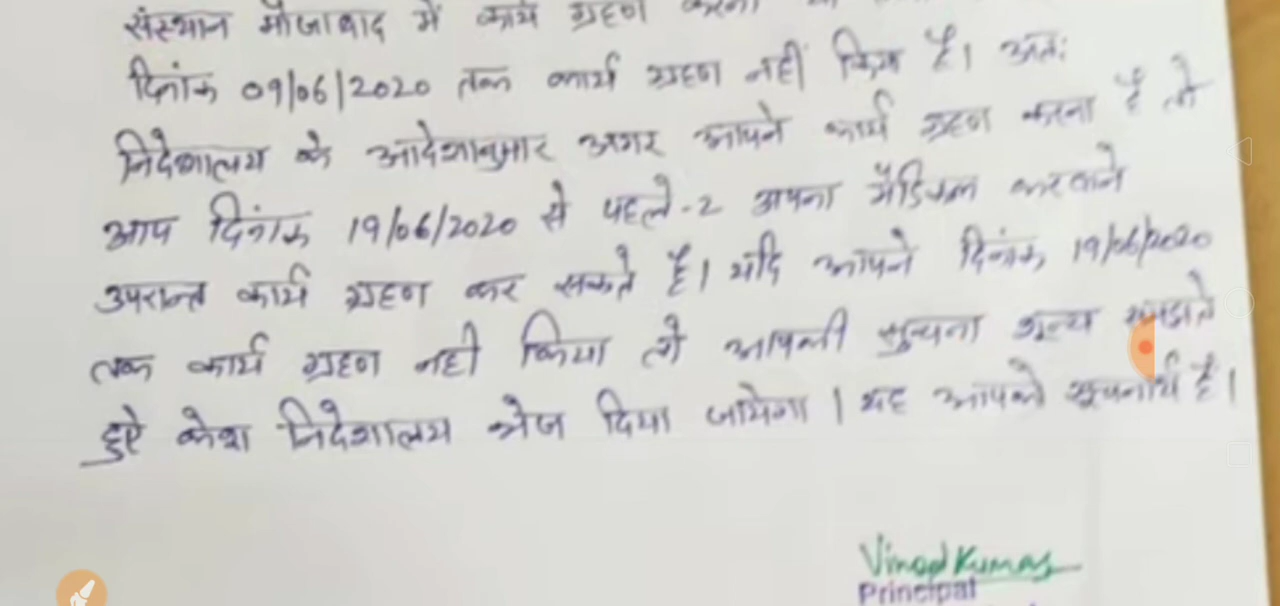 संस्थान मौजाबाद में कार्य ग्रहण करना
दिनांक 09/06/2020 तक कार्य ग्रहण नहीं किया है। अतः
निदेशालय के आदेशानुसार अगर आपने कार्य ग्रहण करना है तो
आप दिनांक 19/06/2020 से पहले-2 अपना मैडिकल करवाने
उपरान्त कार्य ग्रहण कर सकते है। यदि आपने दिनांक 19/06/2020
तक कार्य ग्रहण नही किया तो आपकी सुचना शून्य
हुऐ केश निदेशालय भेज दिया जायेगा। यह आपको सूचनार्थ है।
Vinod Kumar
Principal